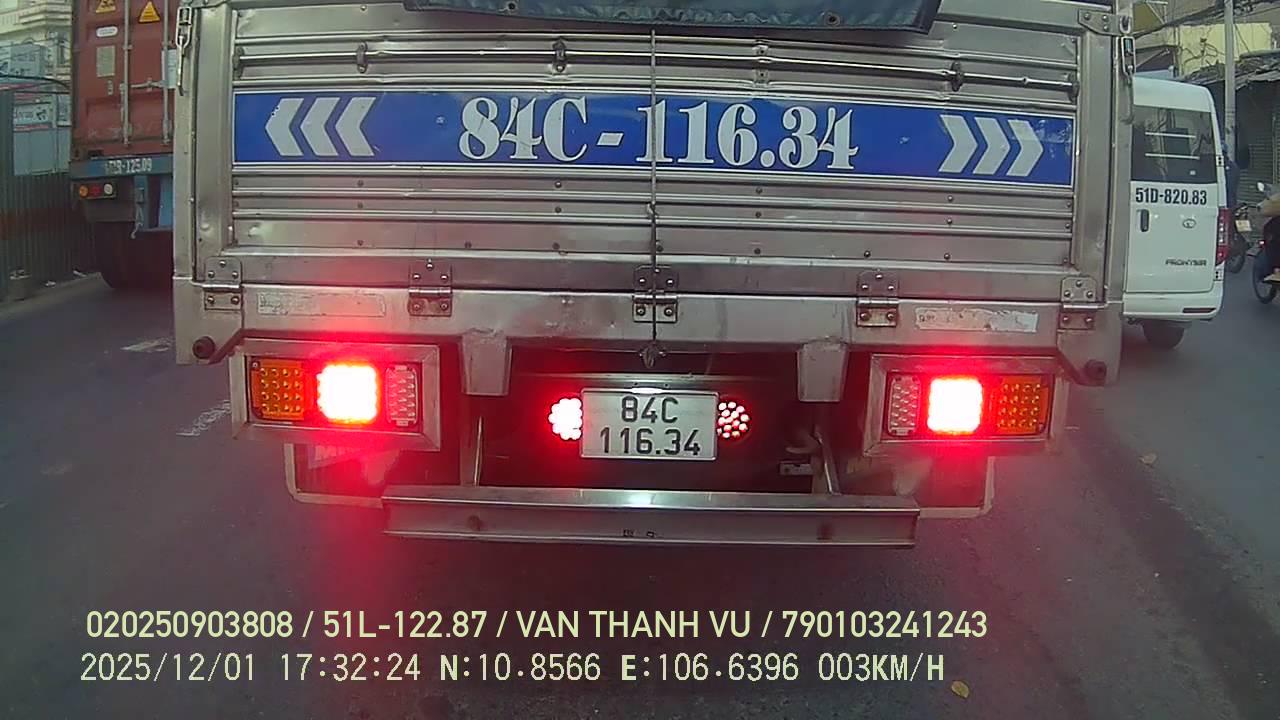 84C-116.34
51D-820.83
FRONTIER
84C
116.34
020250903808 / 51L-122.87 / VAN THANH VU / 790103241243
2025/12/01 17:32:24 N:10.8566 E:106.6396 003KM/H